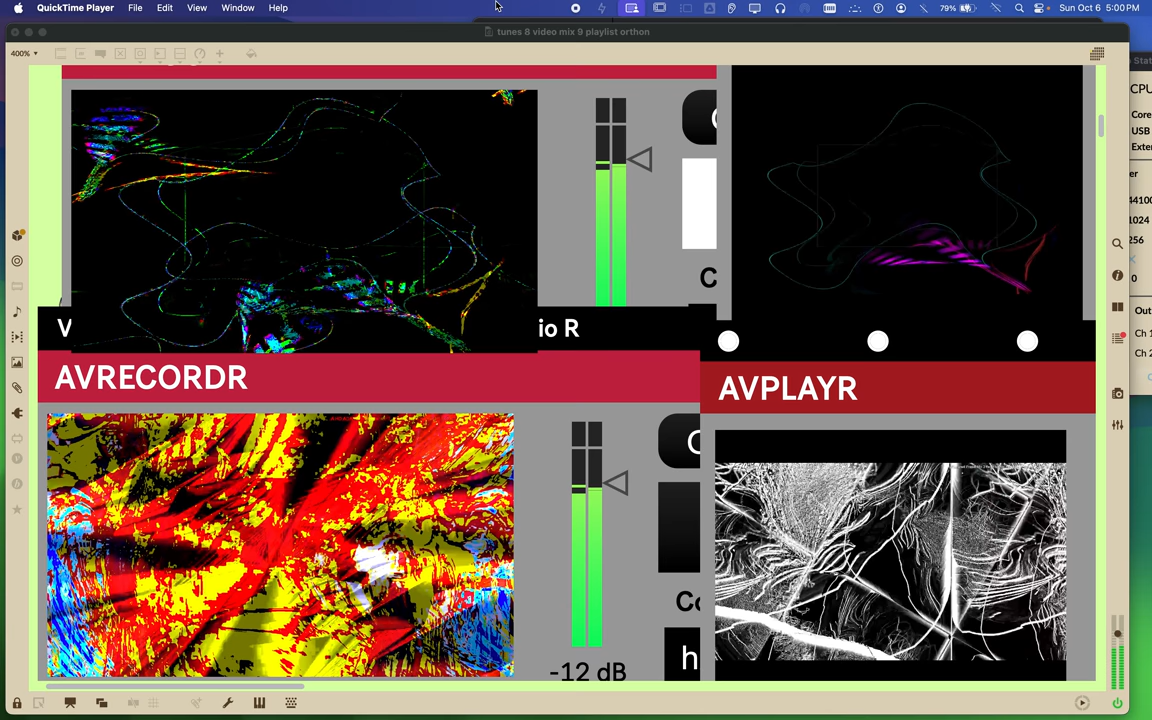 QuickTime Player File Edit View Window Help 79% Sun Oct 6 5:00 PM
tunes 8 video mix 9 playlist orthon
400%
Stat
CPU
Core
USB
Exter
er
44100
1024
256
0
Out
Ch 1
Ch 2
C
C
V
io R
AVRECORDR
AVPLAYR
C
Co
h
-12 dB